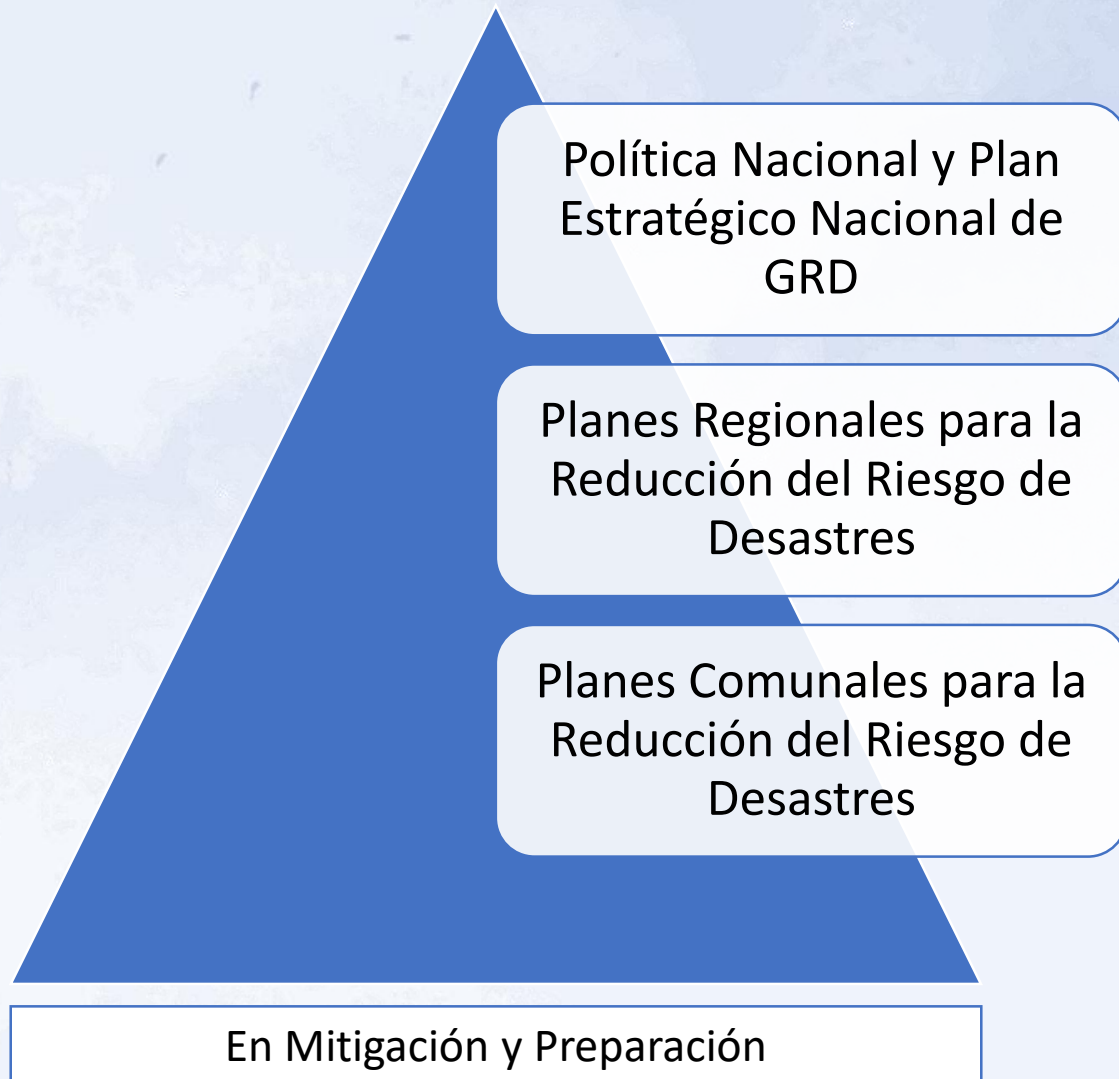 Política Nacional y Plan
Estratégico Nacional de
GRD
Planes Regionales para la
Reducción del Riesgo de
Desastres
Planes Comunales para la
Reducción del Riesgo de
Desastres
En Mitigación y Preparación